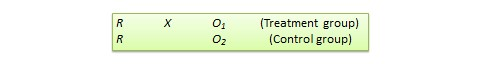 R X O₁ (Treatment group)
R O₂ (Control group)